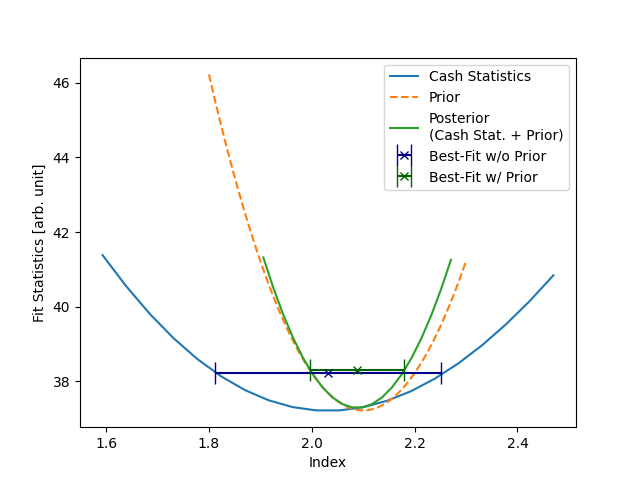 46
44
42
40
38
1.6
1.8
2.0
2.2
2.4
Index
Fit Statistics [arb. unit]
Cash Statistics
Prior
Posterior
(Cash Stat. + Prior)
Best-Fit w/o Prior
Best-Fit w/ Prior